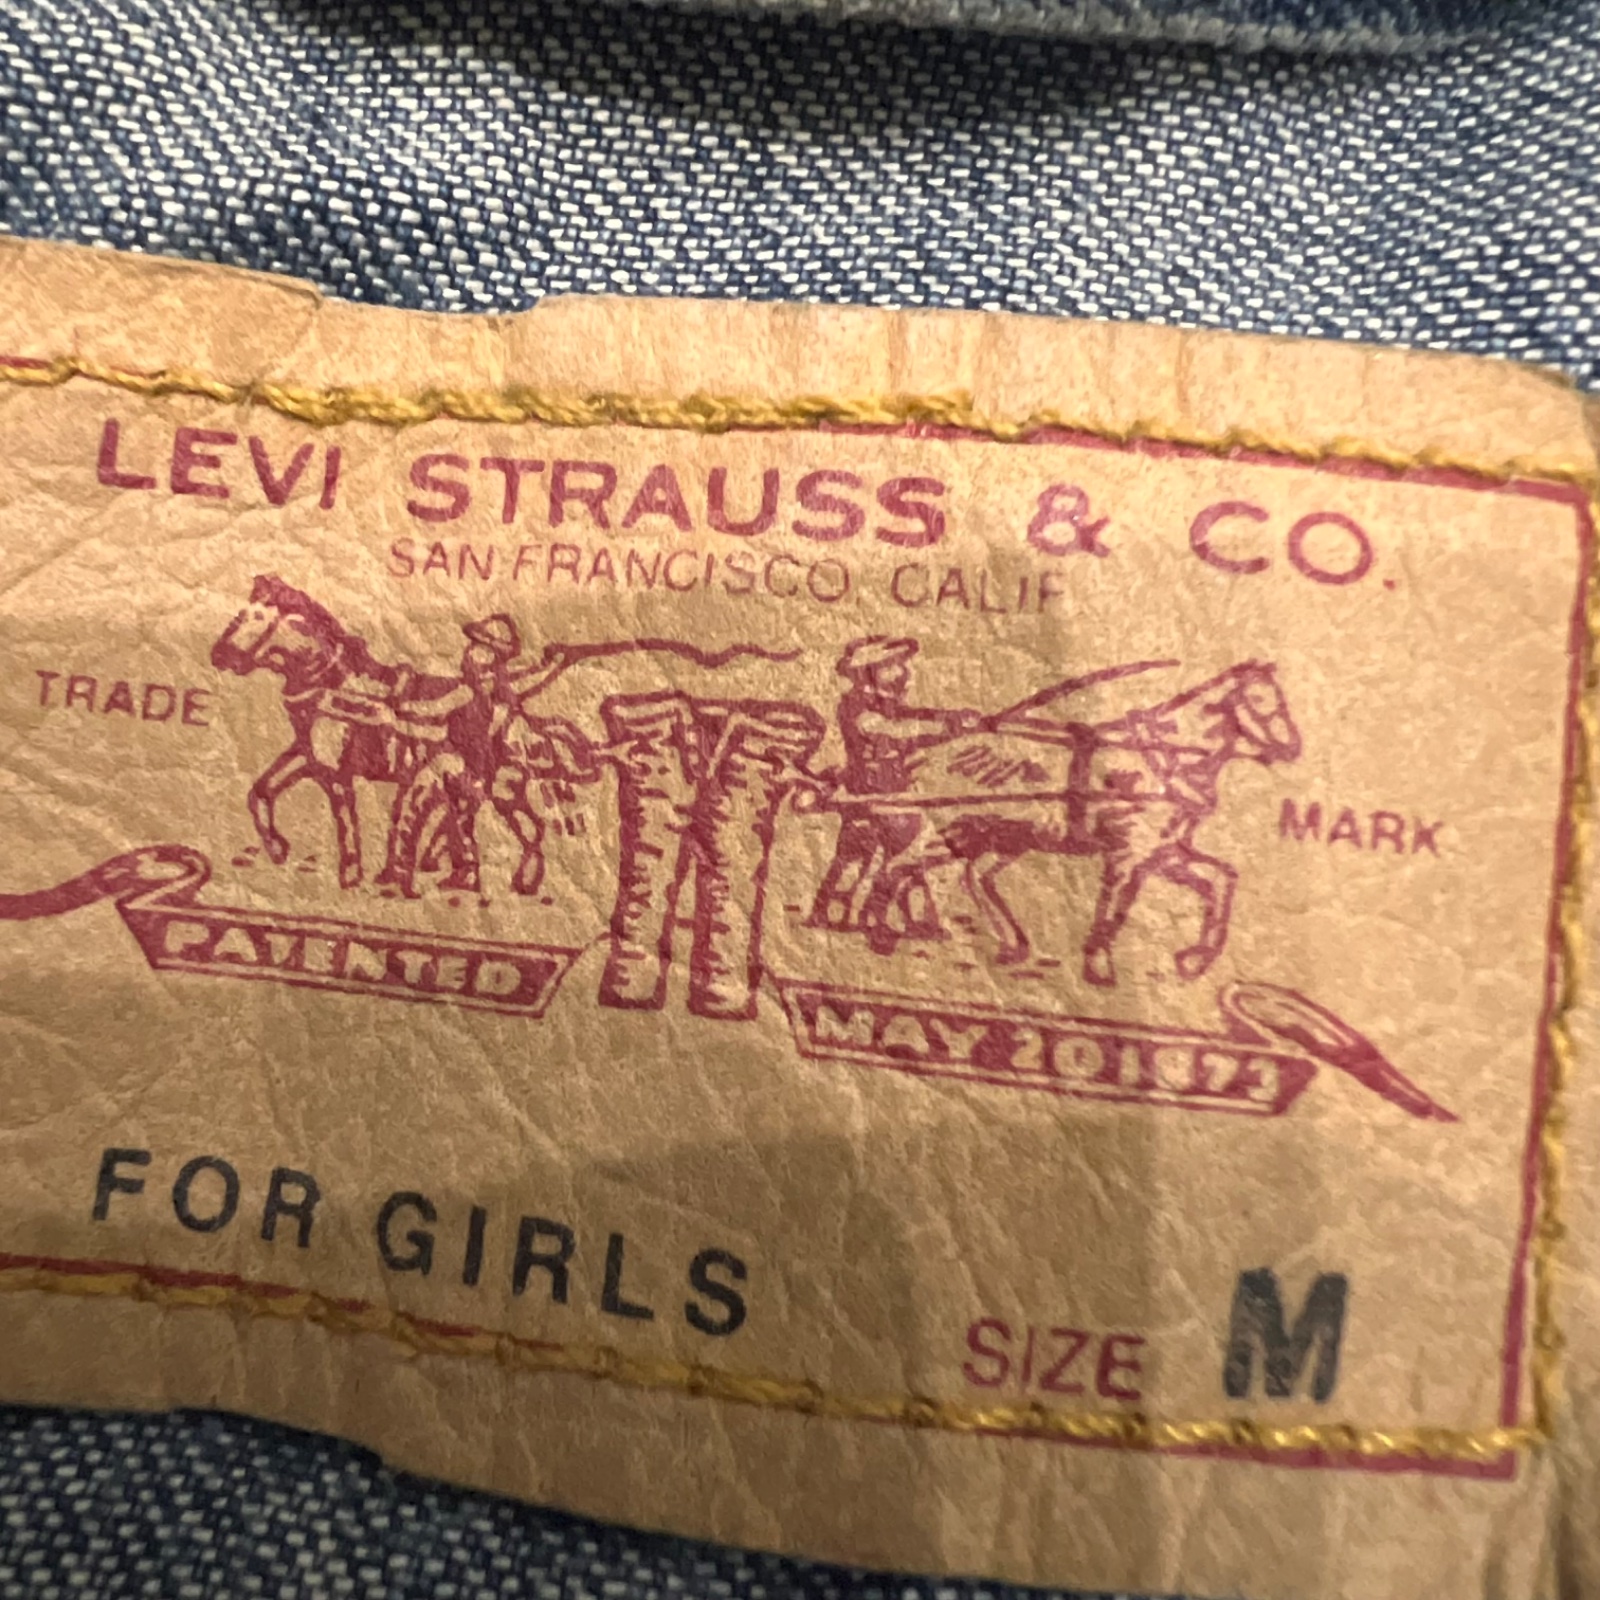 LEVI STRAUSS & CO.
SAN FRANCISCO, CALIF
TRADE MARK
PATENTED MAY 20 1873
FOR GIRLS
SIZE M